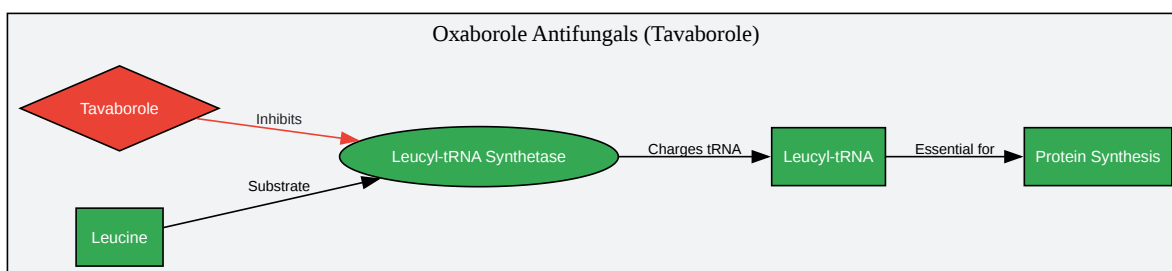 Oxaborole Antifungals (Tavaborole)
Tavaborole
Inhibits
Leucyl-tRNA Synthetase
Charges tRNA
Leucyl-tRNA
Essential for
Protein Synthesis
Substrate
Leucine